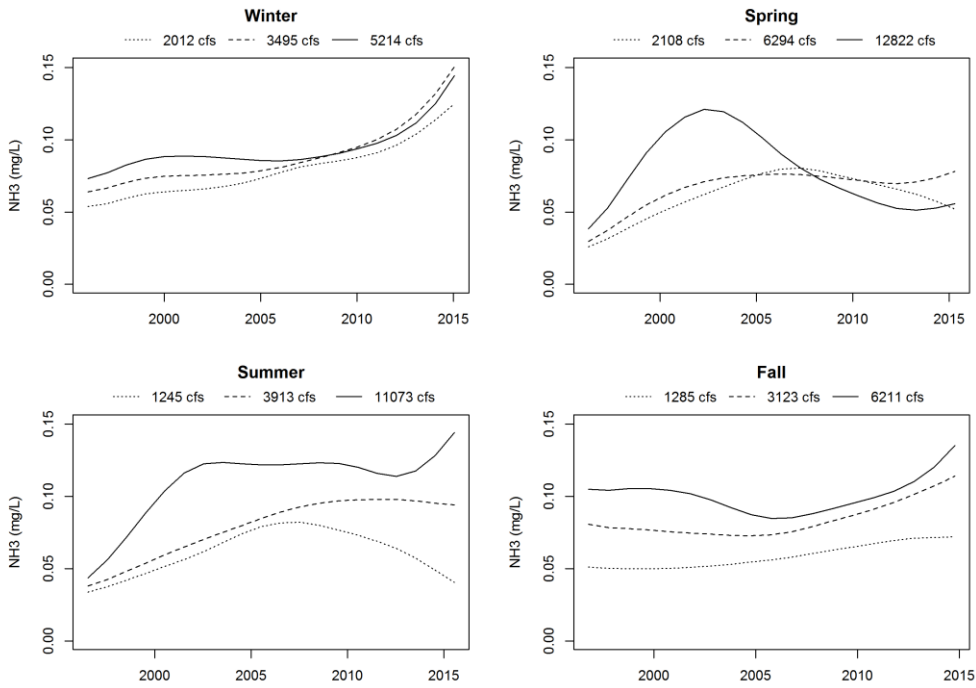 Winter
2012 cfs 3495 cfs 5214 cfs
NH3 (mg/L)
0.15
0.10
0.05
0.00
2000 2005 2010 2015
Spring
2108 cfs 6294 cfs 12822 cfs
NH3 (mg/L)
0.15
0.10
0.05
0.00
2000 2005 2010 2015
Summer
1245 cfs 3913 cfs 11073 cfs
NH3 (mg/L)
0.15
0.10
0.05
0.00
2000 2005 2010 2015
Fall
1285 cfs 3123 cfs 6211 cfs
NH3 (mg/L)
0.15
0.10
0.05
0.00
2000 2005 2010 2015